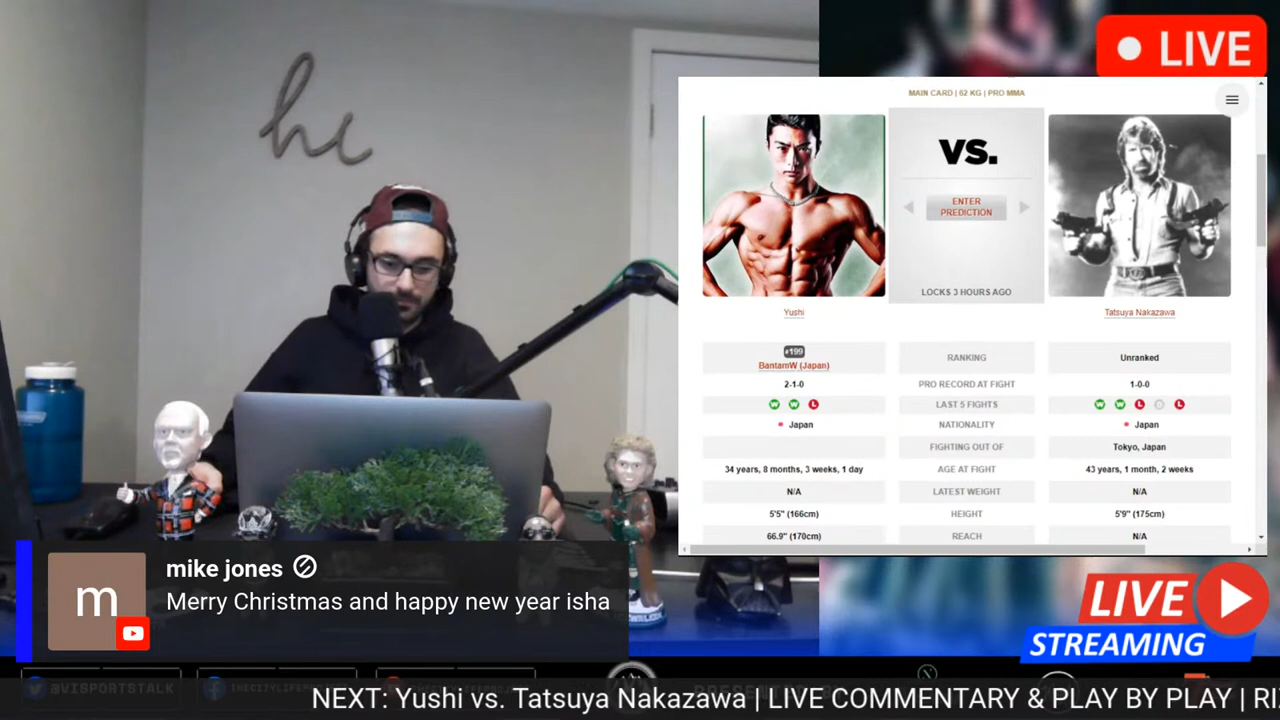 hi
LIVE
MAIN CARD | 62 KG | PRO MMA
VS.
ENTER
PREDICTION
LOCKS 3 HOURS AGO
Yushi
Tatsuya Nakazawa
#199
BantamW (Japan)
RANKING
Unranked
2-1-0
PRO RECORD AT FIGHT
1-0-0
W W L
LAST 5 FIGHTS
W W L D L
Japan
NATIONALITY
Japan
FIGHTING OUT OF
Tokyo, Japan
34 years, 8 months, 3 weeks, 1 day
AGE AT FIGHT
43 years, 1 month, 2 weeks
N/A
LATEST WEIGHT
N/A
5'5" (166cm)
HEIGHT
5'9" (175cm)
66.9" (170cm)
REACH
N/A
m
mike jones
Merry Christmas and happy new year isha
LIVE
STREAMING
@VISPORTSTALK
NEXT: Yushi vs. Tatsuya Nakazawa | LIVE COMMENTARY & PLAY BY PLAY | RIZ